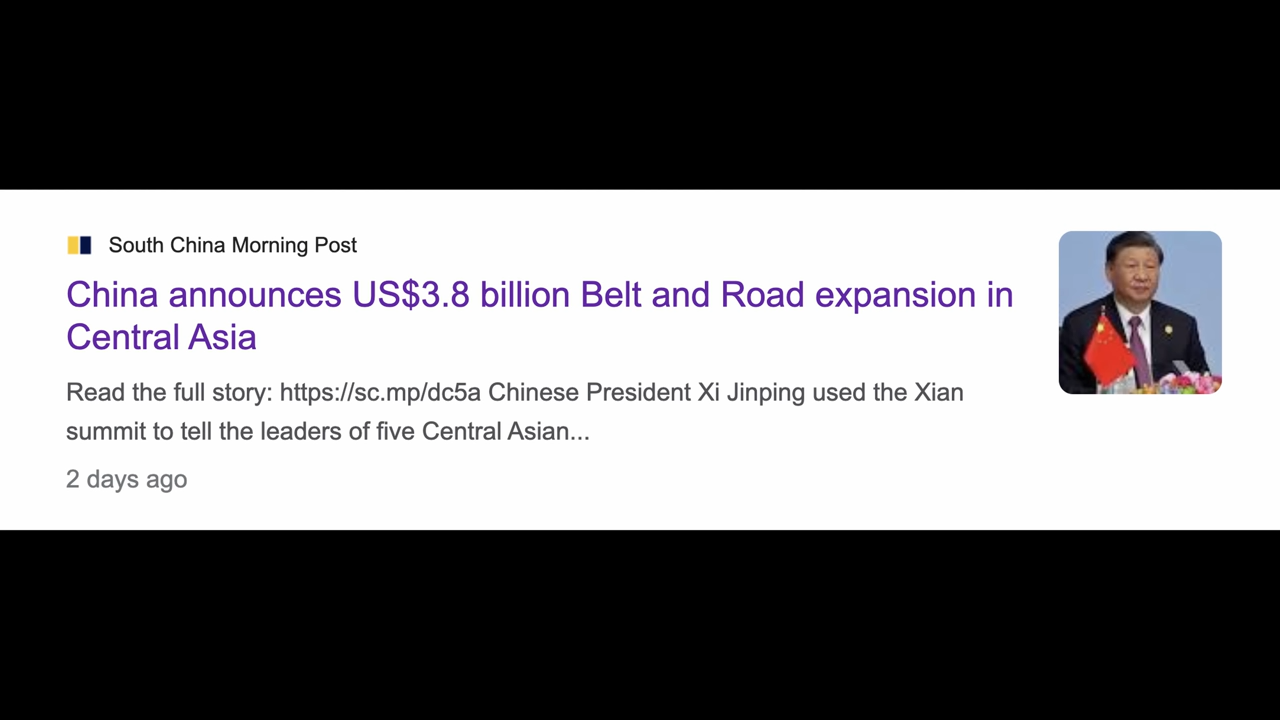 South China Morning Post
China announces US$3.8 billion Belt and Road expansion in
Central Asia
Read the full story: https://sc.mp/dc5a Chinese President Xi Jinping used the Xian
summit to tell the leaders of five Central Asian...
2 days ago